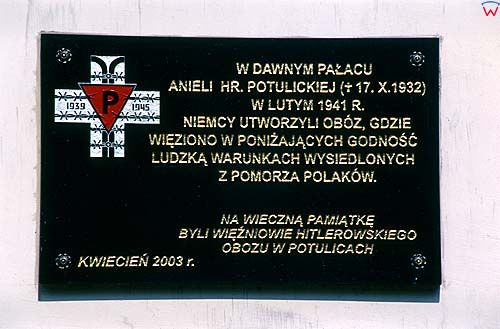 W DAWNYM PAŁACU
ANIELI HR. POTULICKIEJ († 17. X.1932)
W LUTYM 1941 R.
NIEMCY UTWORZYLI OBÓZ, GDZIE
WIĘZIONO W PONIŻAJĄCYCH GODNOŚĆ
LUDZKĄ WARUNKACH WYSIEDLONYCH
Z POMORZA POLAKÓW.
1939 P 1945
NA WIECZNĄ PAMIĄTKĘ
BYLI WIĘŹNIOWIE HITLEROWSKIEGO
OBOZU W POTULICACH
KWIECIEŃ 2003 r.
w